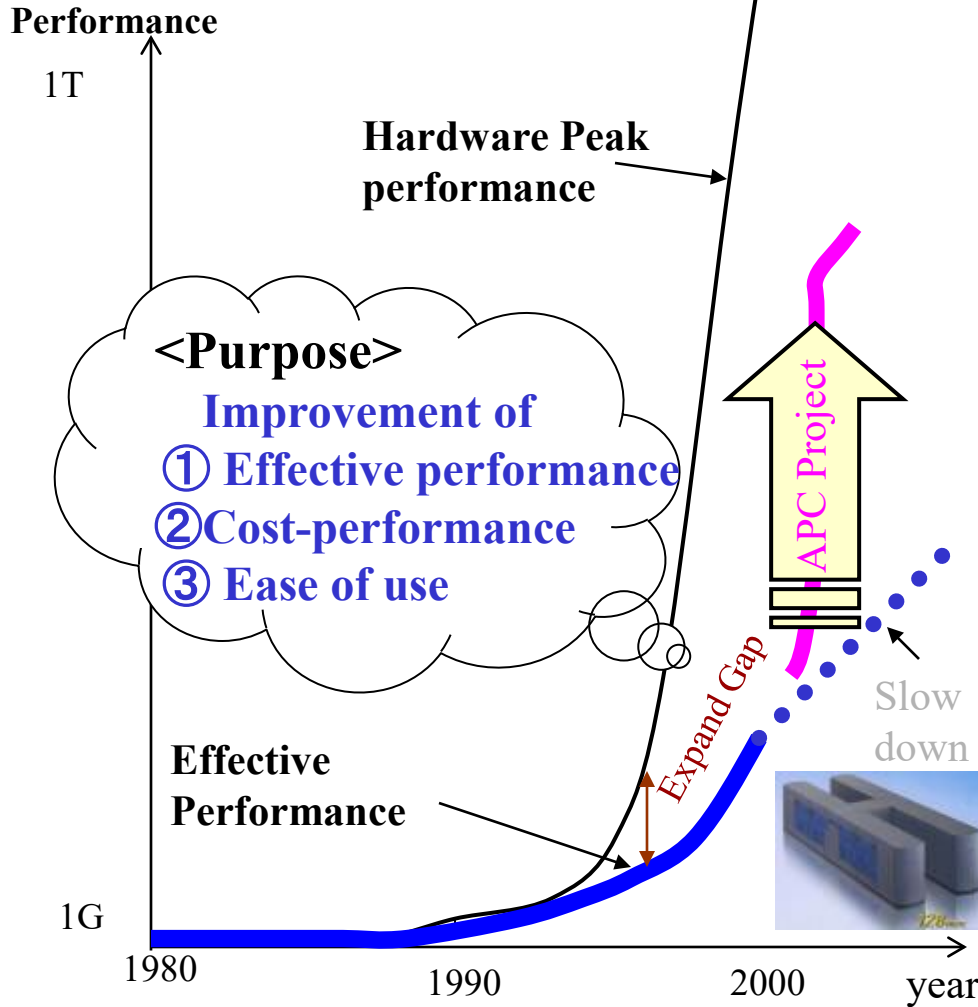 Performance
1T
Hardware Peak
performance
<Purpose>
Improvement of
① Effective performance
②Cost-performance
③ Ease of use
APC Project
Expand Gap
Slow
down
Effective
Performance
1G
1980
1990
2000
year